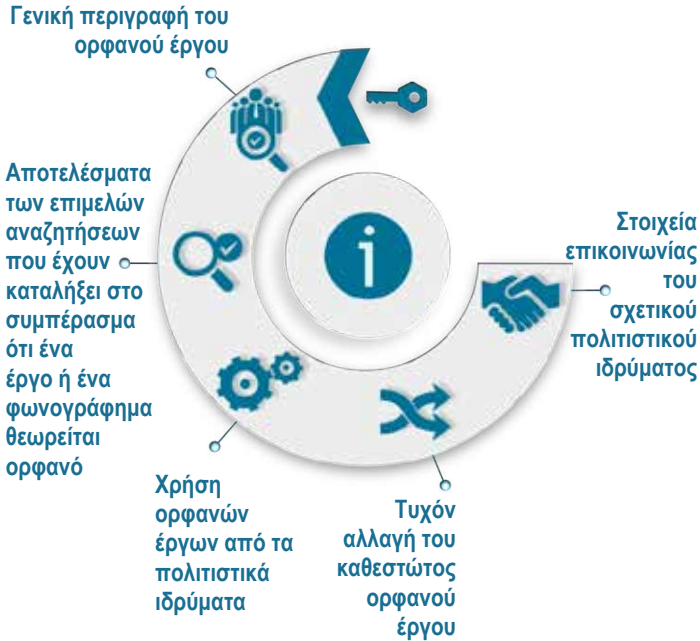 Γενική περιγραφή του
ορφανού έργου
Αποτελέσματα
των επιμελών
αναζητήσεων
που έχουν
καταλήξει στο
συμπέρασμα
ότι ένα
έργο ή ένα
φωνογράφημα
θεωρείται
ορφανό
Χρήση
ορφανών
έργων από τα
πολιτιστικά
ιδρύματα
Τυχόν
αλλαγή του
καθεστώτος
ορφανού
έργου
Στοιχεία
επικοινωνίας
του
σχετικού
πολιτιστικού
ιδρύματος
i